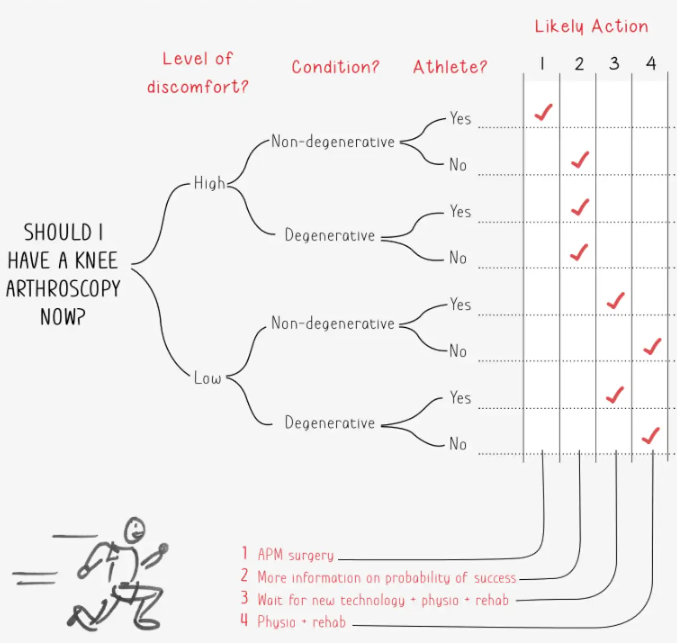 Likely Action
Level of
discomfort?
Condition?
Athlete?
1 2 3 4
SHOULD I
HAVE A KNEE
ARTHROSCOPY
NOW?
High
Non-degenerative
Yes
No
Degenerative
Yes
No
Low
Non-degenerative
Yes
No
Degenerative
Yes
No
1 APM surgery
2 More information on probability of success
3 Wait for new technology + physio + rehab
4 Physio + rehab